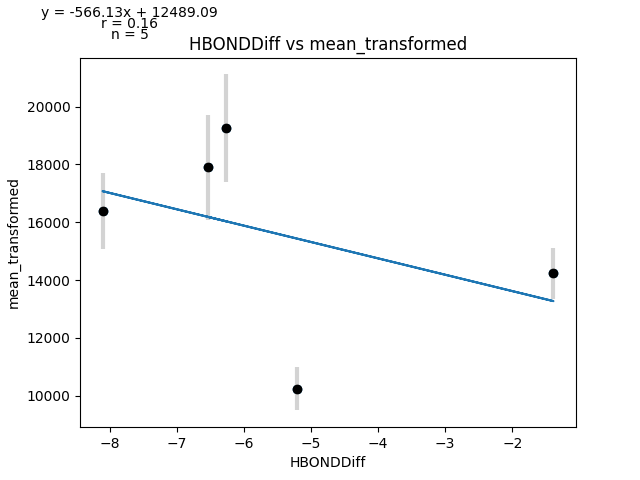 y = -566.13x + 12489.09
r = 0.16
n = 5
HBONDDiff vs mean_transformed
mean_transformed
20000
18000
16000
14000
12000
10000
−8
−7
−6
−5
−4
−3
−2
HBONDDiff